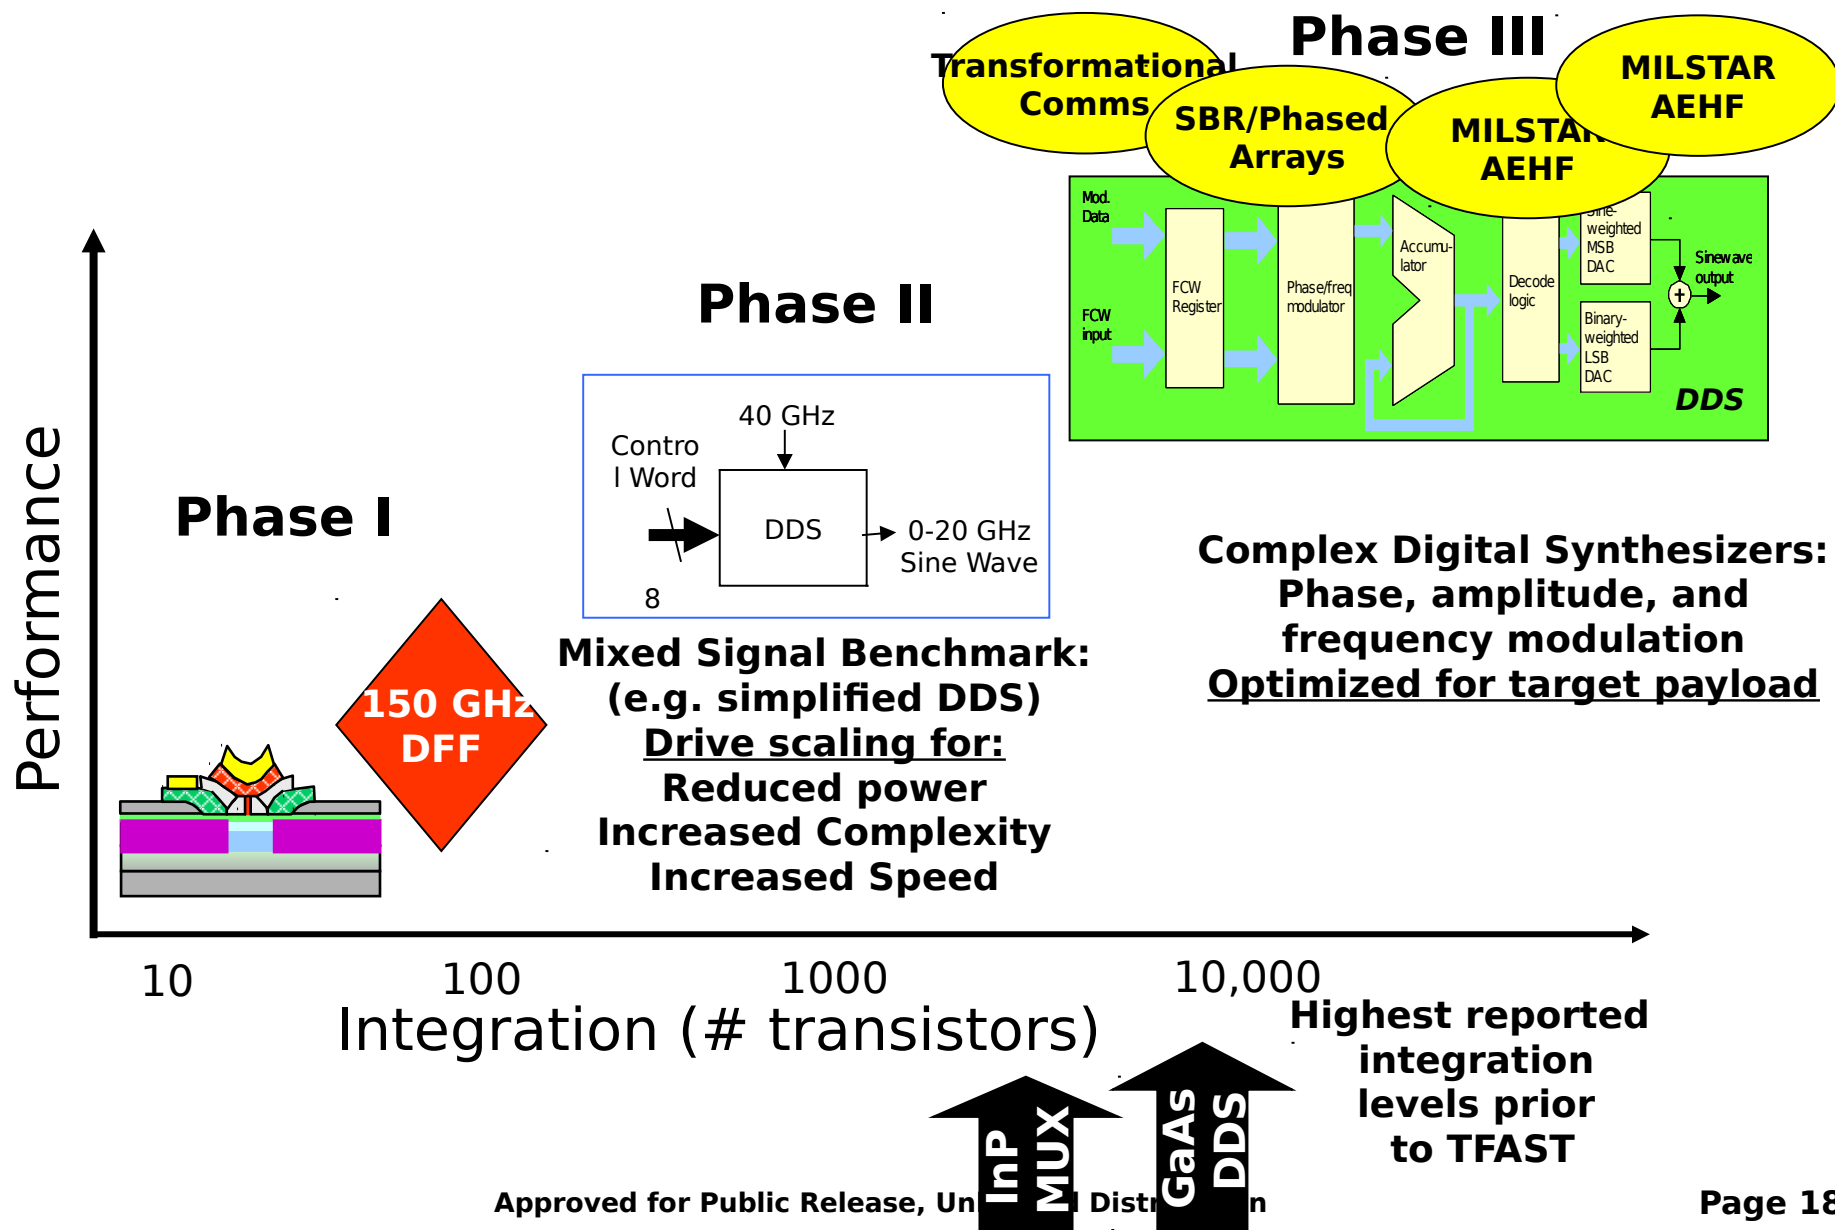 Phase III
Transformational
Comms
SBR/Phased
Arrays
MILSTAR
AEHF
MILSTAR
AEHF
Mod.
Data
FCW
input
FCW
Register
Phase/freq
modulator
Accumu-
lator
Decode
logic
Sine-
weighted
MSB
DAC
Binary-
weighted
LSB
DAC
+
Sinewave
output
DDS
Phase II
40 GHz
Contro
l Word
DDS
0-20 GHz
Sine Wave
8
Phase I
Performance
150 GHz
DFF
Mixed Signal Benchmark:
(e.g. simplified DDS)
Drive scaling for:
Reduced power
Increased Complexity
Increased Speed
Complex Digital Synthesizers:
Phase, amplitude, and
frequency modulation
Optimized for target payload
10
100
1000
10,000
Integration (# transistors)
Highest reported
integration
levels prior
to TFAST
InP
MUX
GaAs
DDS
Approved for Public Release,
Page 18